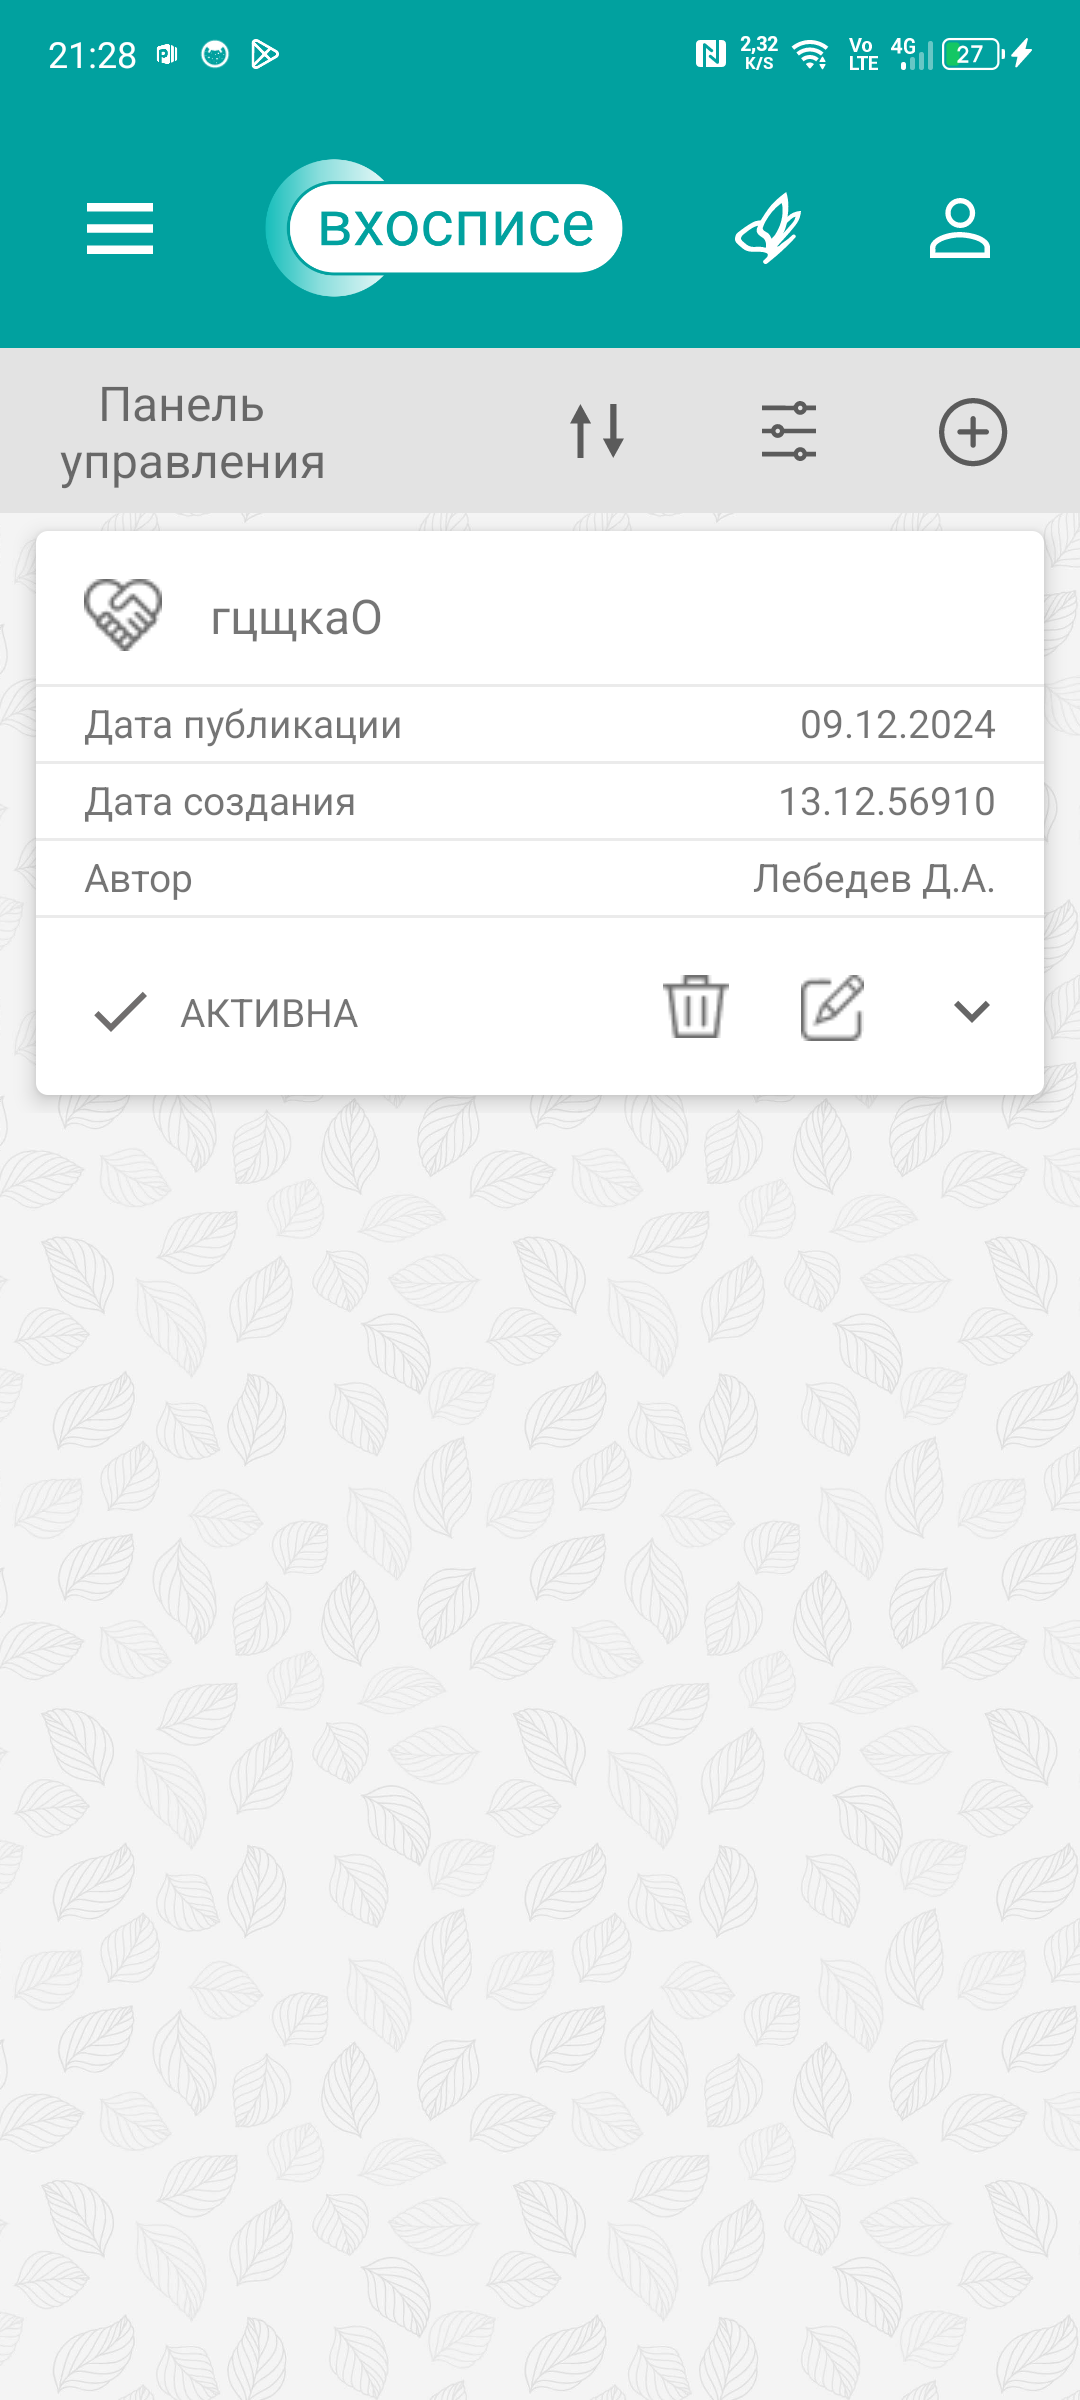 21:28
2,32
K/S
Vo
LTE
4G
27
вхосписе
Панель
управления
гцщкаО
Дата публикации 09.12.2024
Дата создания 13.12.56910
Автор Лебедев Д.А.
АКТИВНА